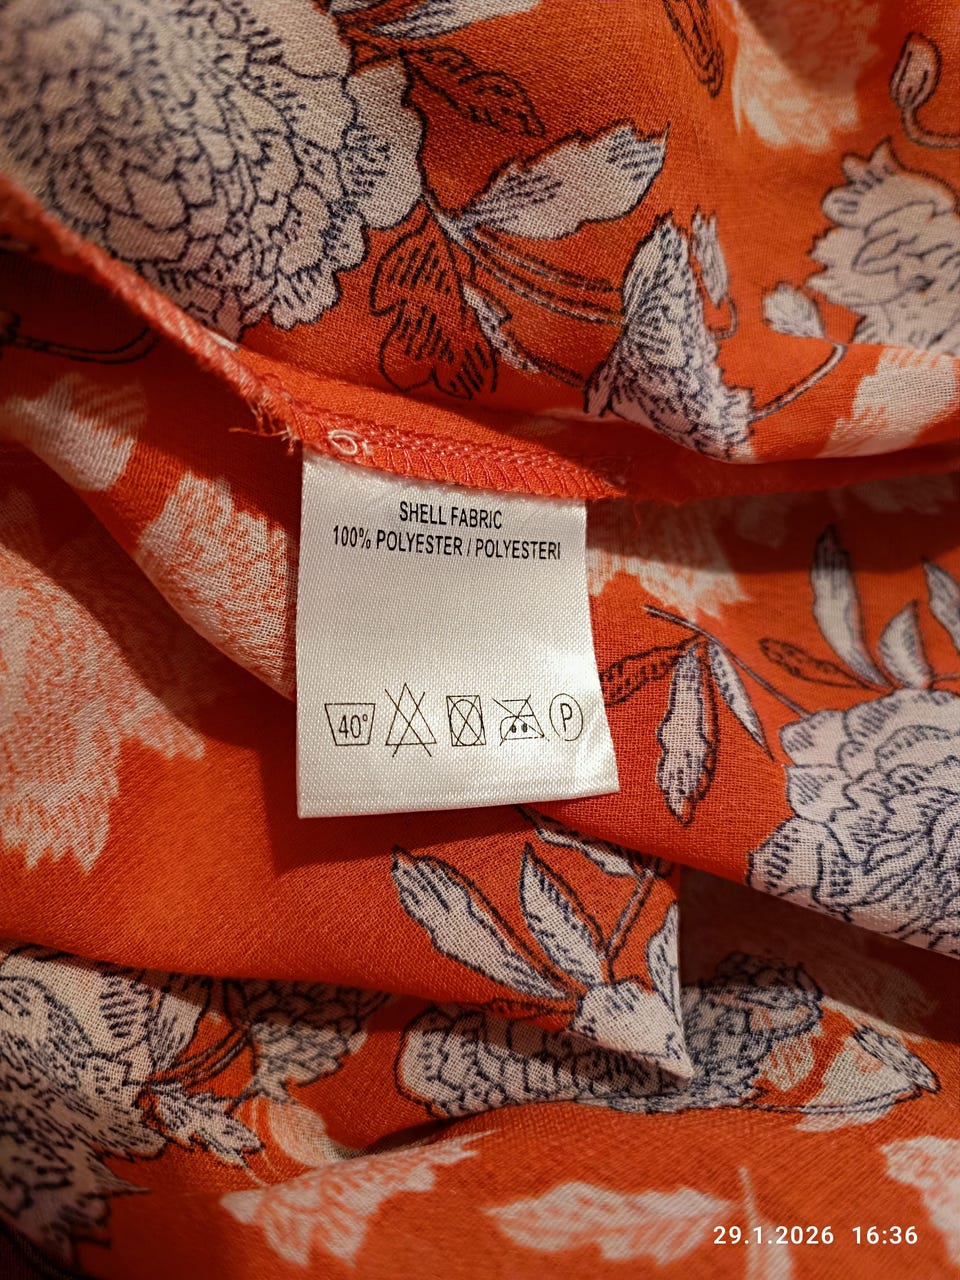 SHELL FABRIC
100% POLYESTER / POLYESTERI
40°
P
29.1.2026 16:36